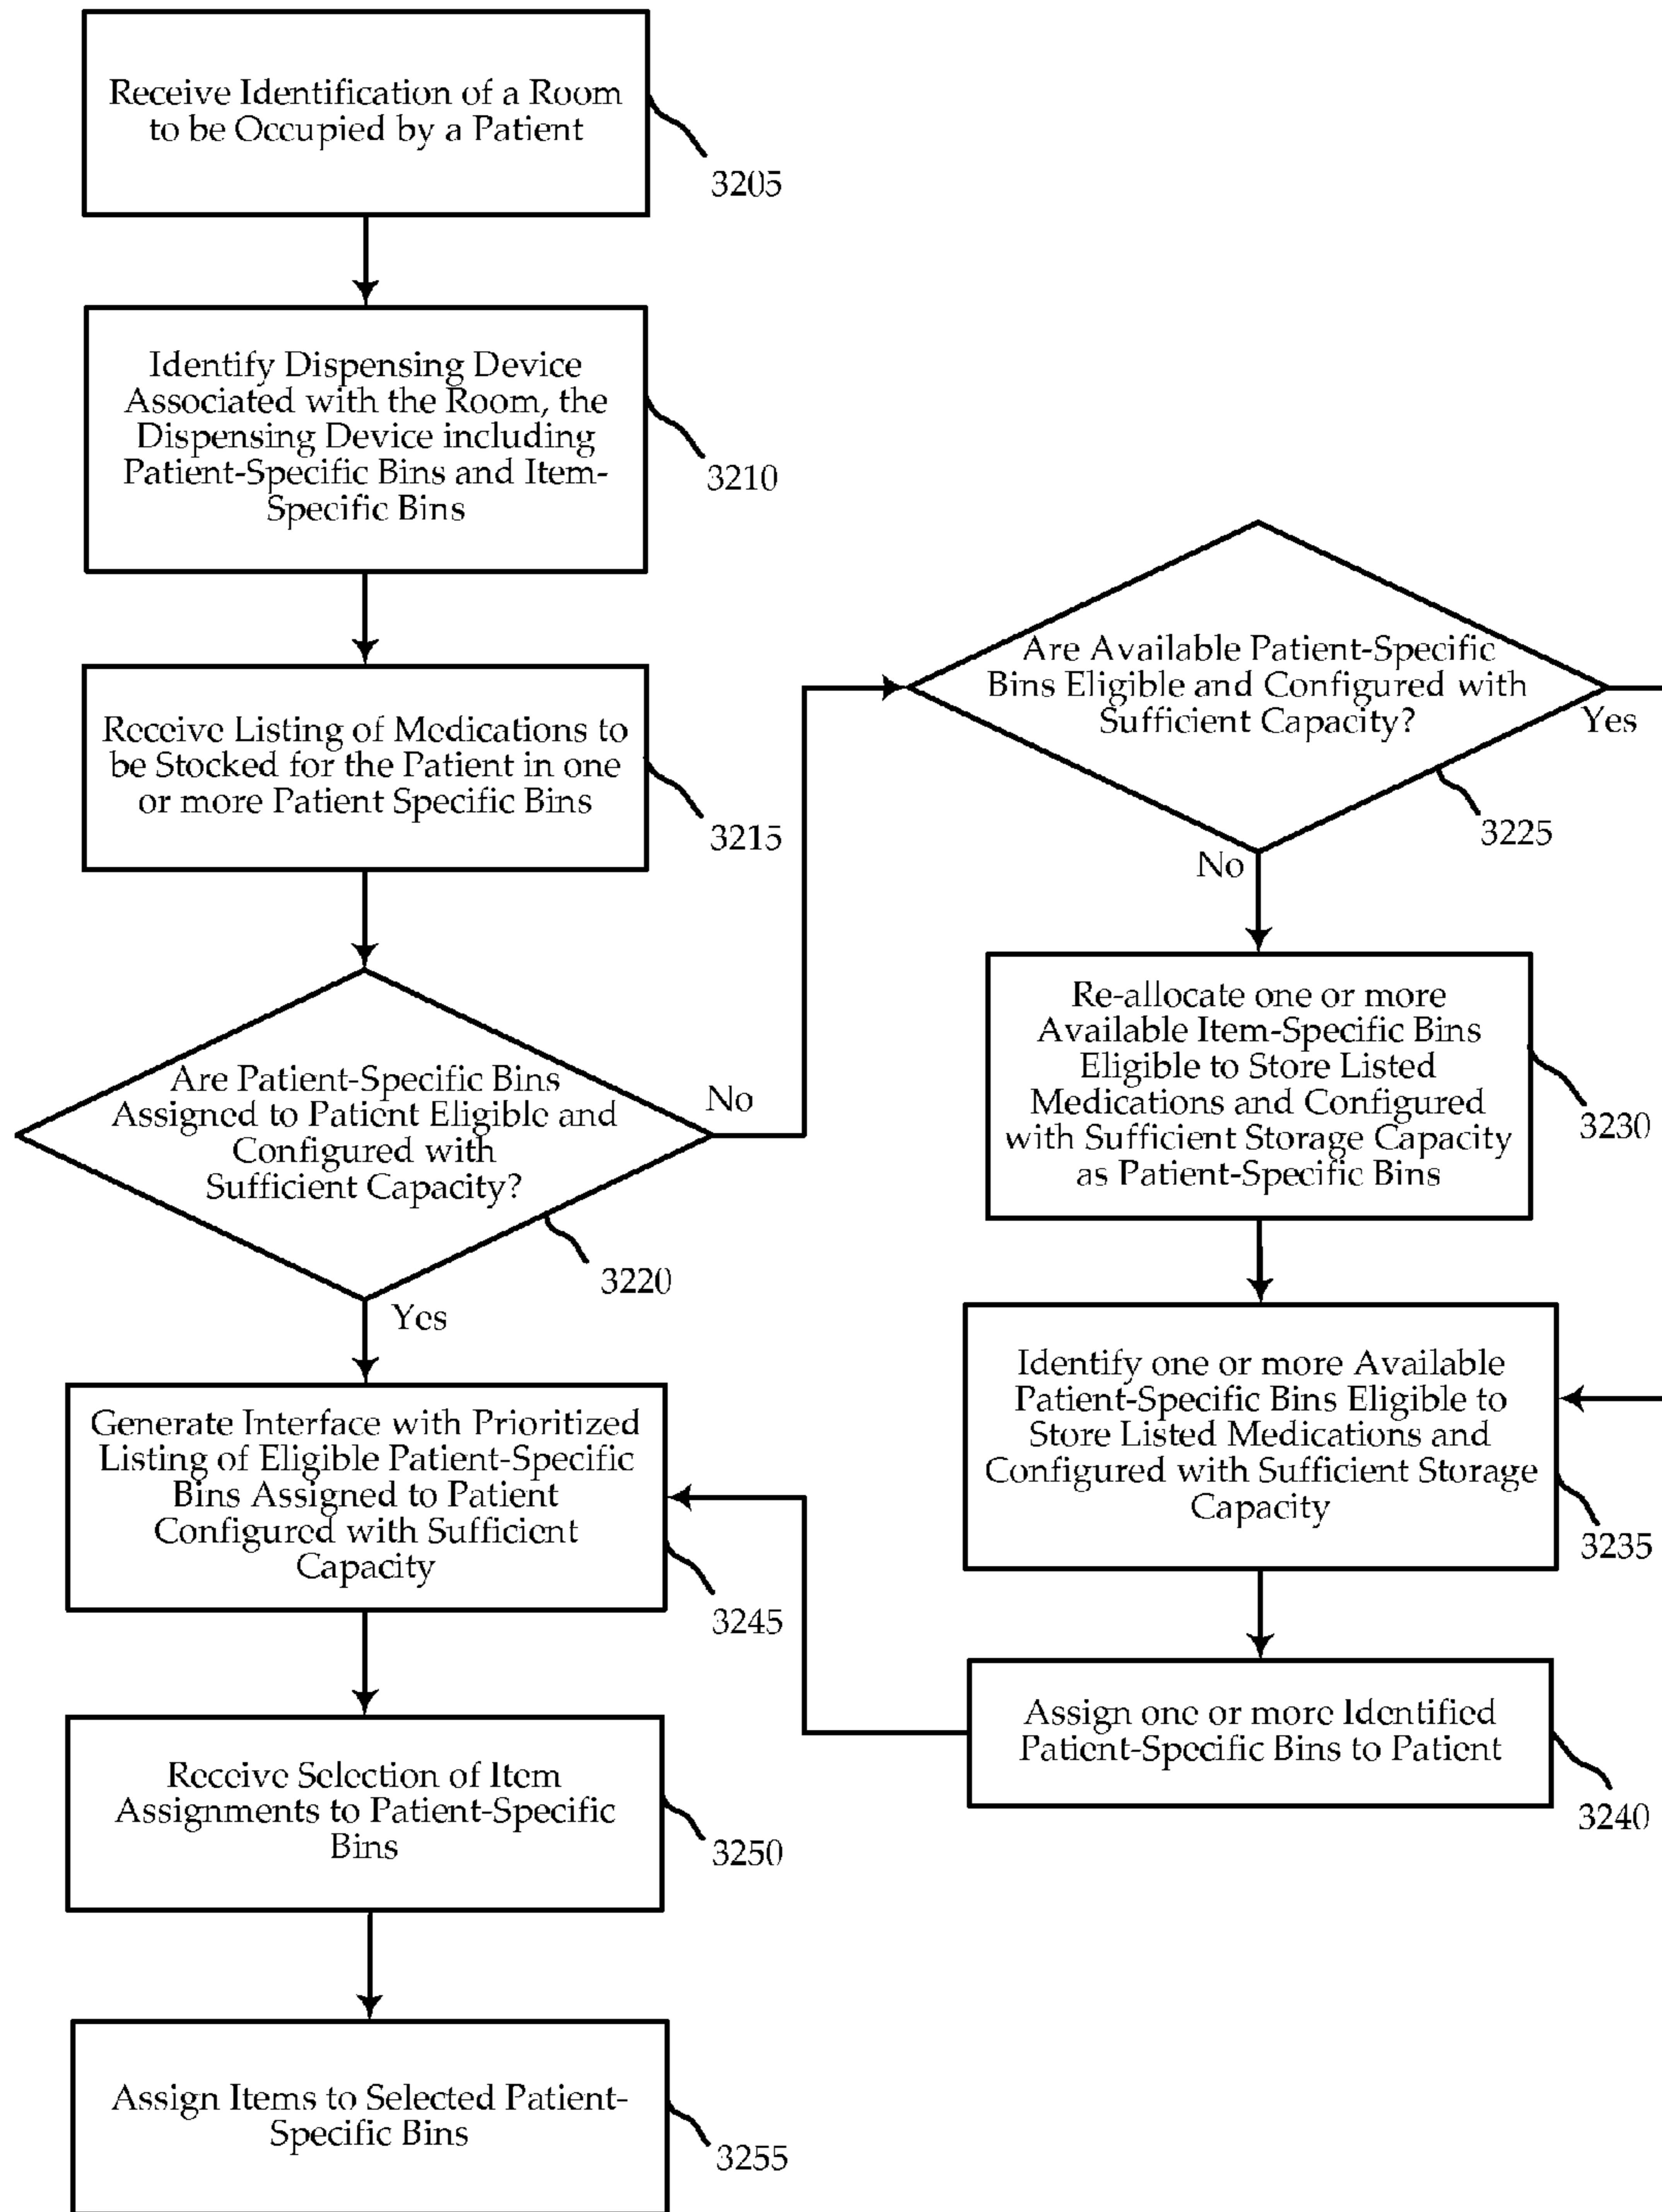 Receive Identification of a Room
to be Occupied by a Patient
3205
Identify Dispensing Device
Associated with the Room, the
Dispensing Device including
Patient-Specific Bins and Item-
Specific Bins
3210
Receive Listing of Medications to
be Stocked for the Patient in one
or more Patient Specific Bins
3215
Are Patient-Specific Bins
Assigned to Patient Eligible and
Configured with
Sufficient Capacity?
No
3220
Yes
Are Available Patient-Specific
Bins Eligible and Configured with
Sufficient Capacity?
Yes
3225
No
Re-allocate one or more
Available Item-Specific Bins
Eligible to Store Listed
Medications and Configured
with Sufficient Storage Capacity
as Patient-Specific Bins
3230
Identify one or more Available
Patient-Specific Bins Eligible to
Store Listed Medications and
Configured with Sufficient Storage
Capacity
3235
Assign one or more Identified
Patient-Specific Bins to Patient
3240
Generate Interface with Prioritized
Listing of Eligible Patient-Specific
Bins Assigned to Patient
Configured with Sufficient
Capacity
3245
Receive Selection of Item
Assignments to Patient-Specific
Bins
3250
Assign Items to Selected Patient-
Specific Bins
3255